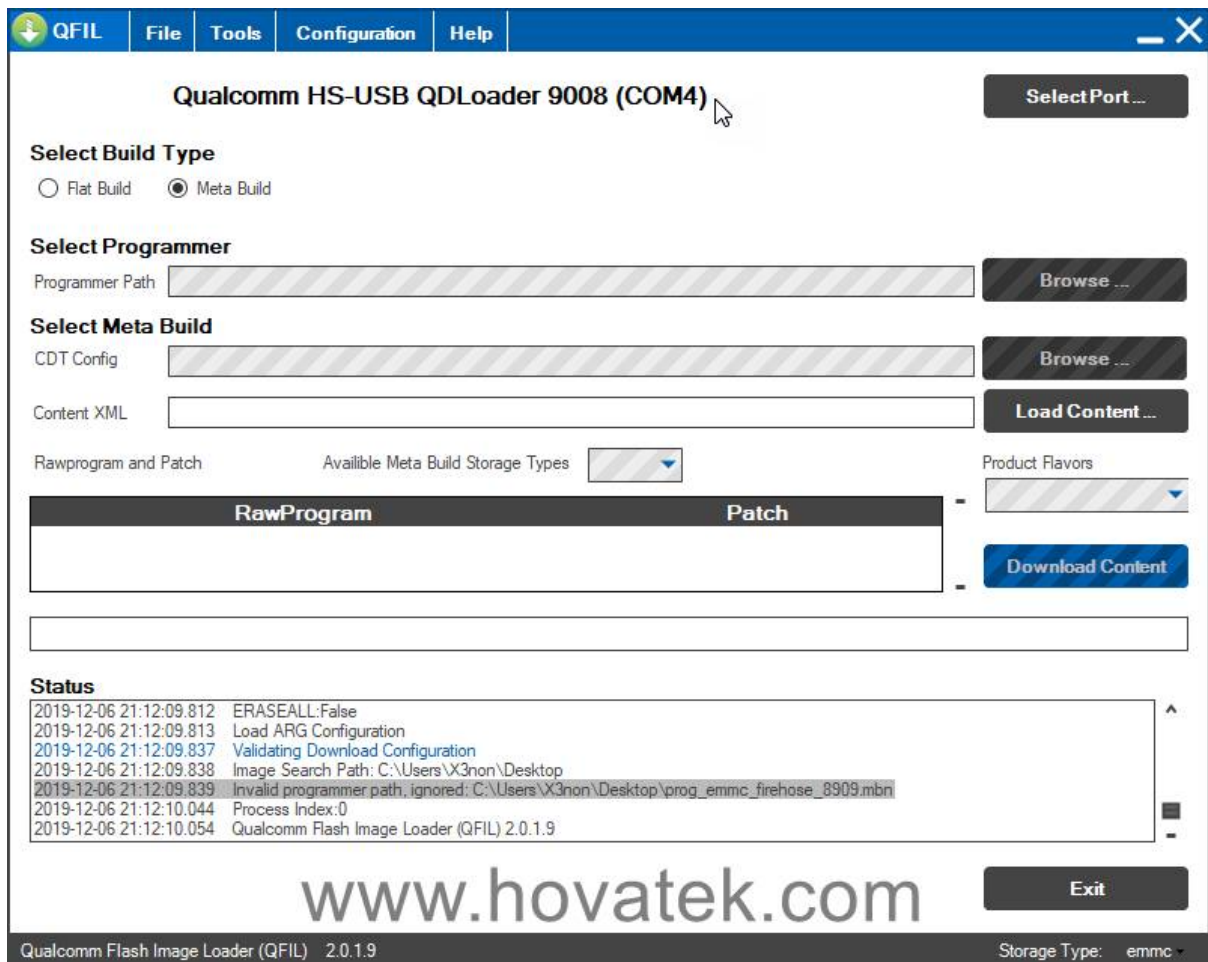 QFIL File Tools Configuration Help
Qualcomm HS-USB QDLoader 9008 (COM4)
SelectPort ...
Select Build Type
Flat Build Meta Build
Select Programmer
Programmer Path Browse ...
Select Meta Build
CDT Config Browse ...
Content XML Load Content ...
Rawprogram and Patch Availible Meta Build Storage Types Product Flavors
RawProgram Patch
Download Content
Status
2019-12-06 21:12:09.812 ERASEALL:False
2019-12-06 21:12:09.813 Load ARG Configuration
2019-12-06 21:12:09.837 Validating Download Configuration
2019-12-06 21:12:09.838 Image Search Path: C:\Users\X3non\Desktop
2019-12-06 21:12:09.839 Invalid programmer path, ignored: C:\Users\X3non\Desktop\prog_emmc_firehose_8909.mbn
2019-12-06 21:12:10.044 Process Index:0
2019-12-06 21:12:10.054 Qualcomm Flash Image Loader (QFIL) 2.0.1.9
www.hovatek.com
Exit
Qualcomm Flash Image Loader (QFIL) 2.0.1.9 Storage Type: emmc